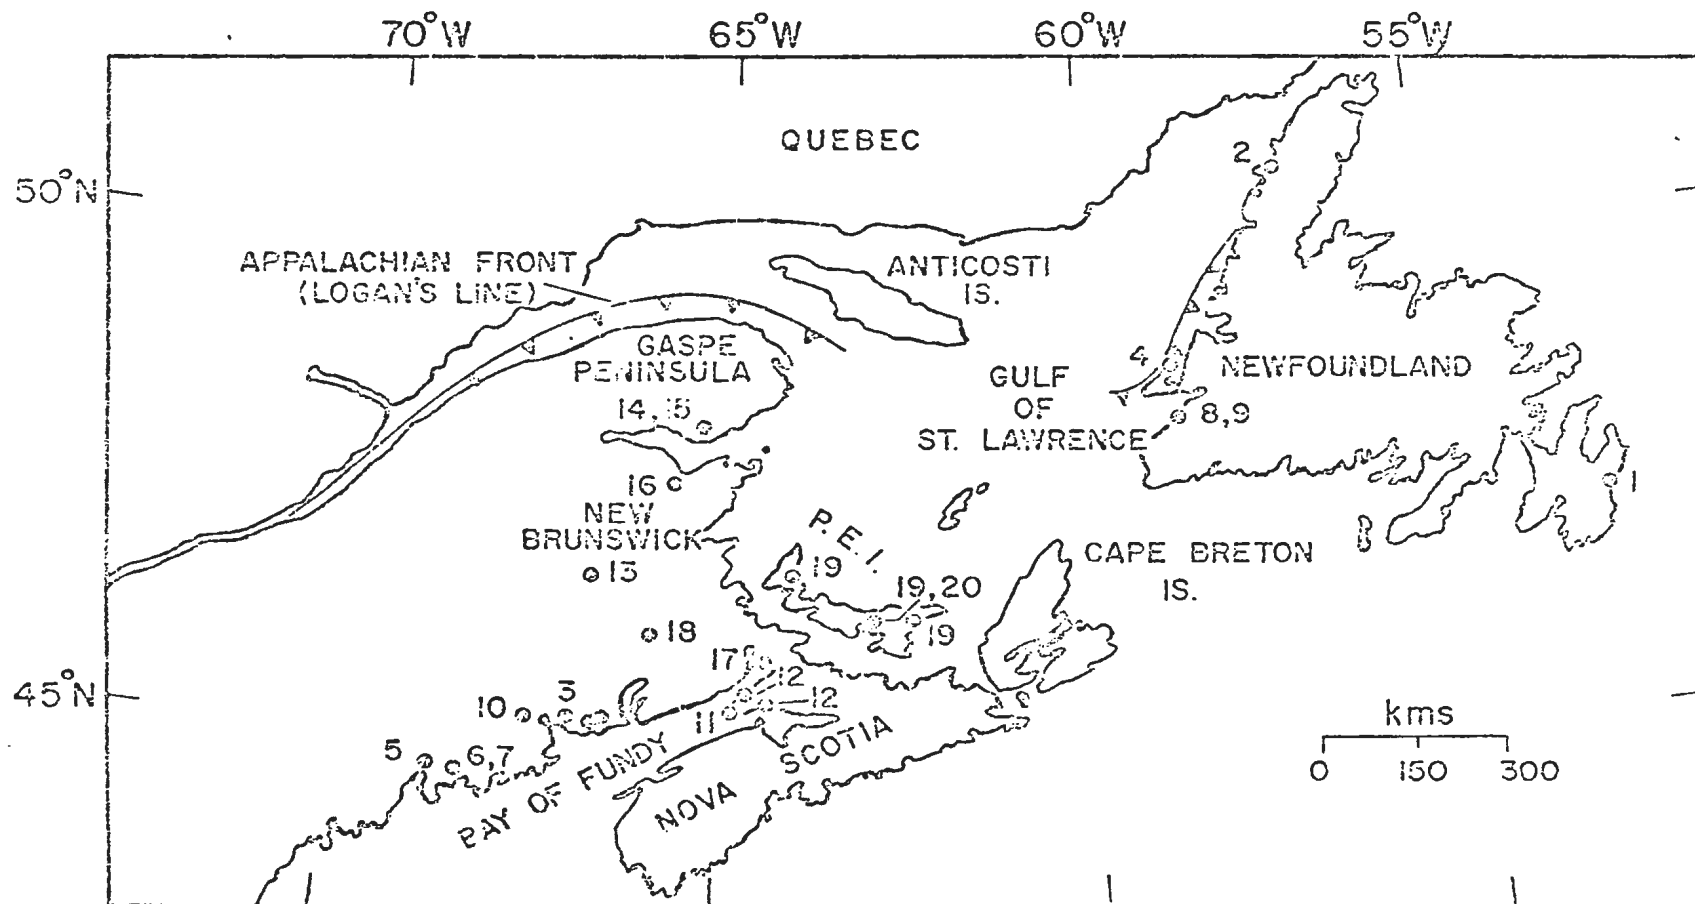 70°W 65°W 60°W 55°W
QUEBEC
2
50°N
APPALACHIAN FRONT
(LOGAN'S LINE)
ANTICOSTI
IS.
GASPE
PENINSULA
4
NEWFOUNDLAND
GULF
OF
ST. LAWRENCE
14,15
8,9
16
1
NEW
BRUNSWICK
P.E.I.
CAPE BRETON
IS.
13
19
19,20
19
18
17
12
45°N
10
3
11
12
kms
0 150 300
5
6,7
BAY OF FUNDY
NOVA SCOTIA